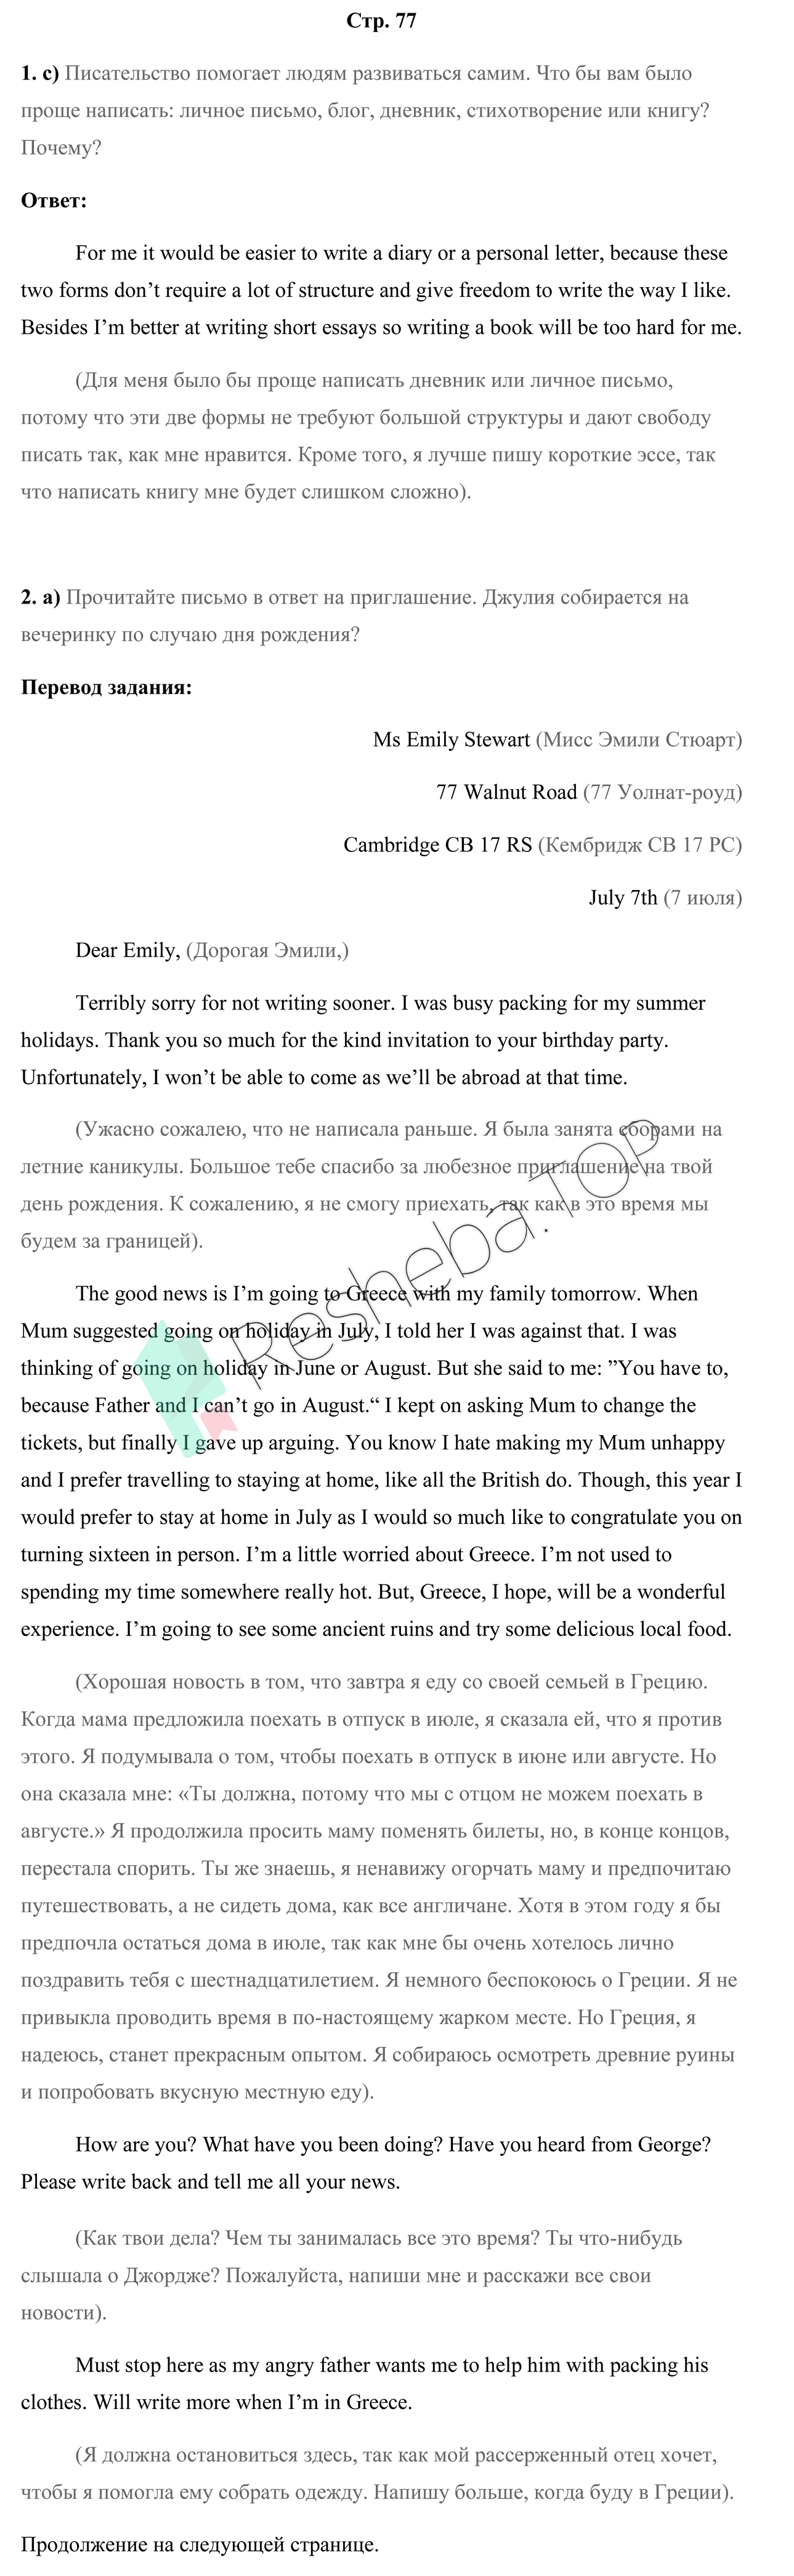 Стр. 77
1. c) Писательство помогает людям развиваться самим. Что бы вам было
проще написать: личное письмо, блог, дневник, стихотворение или книгу?
Почему?
Ответ:
For me it would be easier to write a diary or a personal letter, because these
two forms don’t require a lot of structure and give freedom to write the way I like.
Besides I’m better at writing short essays so writing a book will be too hard for me.
(Для меня было бы проще написать дневник или личное письмо,
потому что эти две формы не требуют большой структуры и дают свободу
писать так, как мне нравится. Кроме того, я лучше пишу короткие эссе, так
что написать книгу мне будет слишком сложно).
2. a) Прочитайте письмо в ответ на приглашение. Джулия собирается на
вечеринку по случаю дня рождения?
Перевод задания:
Ms Emily Stewart (Мисс Эмили Стюарт)
77 Walnut Road (77 Уолнат-роуд)
Cambridge CB 17 RS (Кембридж СВ 17 РС)
July 7th (7 июля)
Dear Emily, (Дорогая Эмили,)
Terribly sorry for not writing sooner. I was busy packing for my summer
holidays. Thank you so much for the kind invitation to your birthday party.
Unfortunately, I won’t be able to come as we’ll be abroad at that time.
(Ужасно сожалею, что не написала раньше. Я была занята сборами на
летние каникулы. Большое тебе спасибо за любезное приглашение на твой
день рождения. К сожалению, я не смогу приехать, так как в это время мы
будем за границей).
The good news is I’m going to Greece with my family tomorrow. When
Mum suggested going on holiday in July, I told her I was against that. I was
thinking of going on holiday in June or August. But she said to me: ”You have to,
because Father and I can’t go in August.“ I kept on asking Mum to change the
tickets, but finally I gave up arguing. You know I hate making my Mum unhappy
and I prefer travelling to staying at home, like all the British do. Though, this year I
would prefer to stay at home in July as I would so much like to congratulate you on
turning sixteen in person. I’m a little worried about Greece. I’m not used to
spending my time somewhere really hot. But, Greece, I hope, will be a wonderful
experience. I’m going to see some ancient ruins and try some delicious local food.
(Хорошая новость в том, что завтра я еду со своей семьей в Грецию.
Когда мама предложила поехать в отпуск в июле, я сказала ей, что я против
этого. Я подумывала о том, чтобы поехать в отпуск в июне или августе. Но
она сказала мне: «Ты должна, потому что мы с отцом не можем поехать в
августе.» Я продолжила просить маму поменять билеты, но, в конце концов,
перестала спорить. Ты же знаешь, я ненавижу огорчать маму и предпочитаю
путешествовать, а не сидеть дома, как все англичане. Хотя в этом году я бы
предпочла остаться дома в июле, так как мне бы очень хотелось лично
поздравить тебя с шестнадцатилетием. Я немного беспокоюсь о Греции. Я не
привыкла проводить время в по-настоящему жарком месте. Но Греция, я
надеюсь, станет прекрасным опытом. Я собираюсь осмотреть древние руины
и попробовать вкусную местную еду).
How are you? What have you been doing? Have you heard from George?
Please write back and tell me all your news.
(Как твои дела? Чем ты занималась все это время? Ты что-нибудь
слышала о Джордже? Пожалуйста, напиши мне и расскажи все свои
новости).
Must stop here as my angry father wants me to help him with packing his
clothes. Will write more when I’m in Greece.
(Я должна остановиться здесь, так как мой рассерженный отец хочет,
чтобы я помогла ему собрать одежду. Напишу больше, когда буду в Греции).
Продолжение на следующей странице.
Resheba.TOP